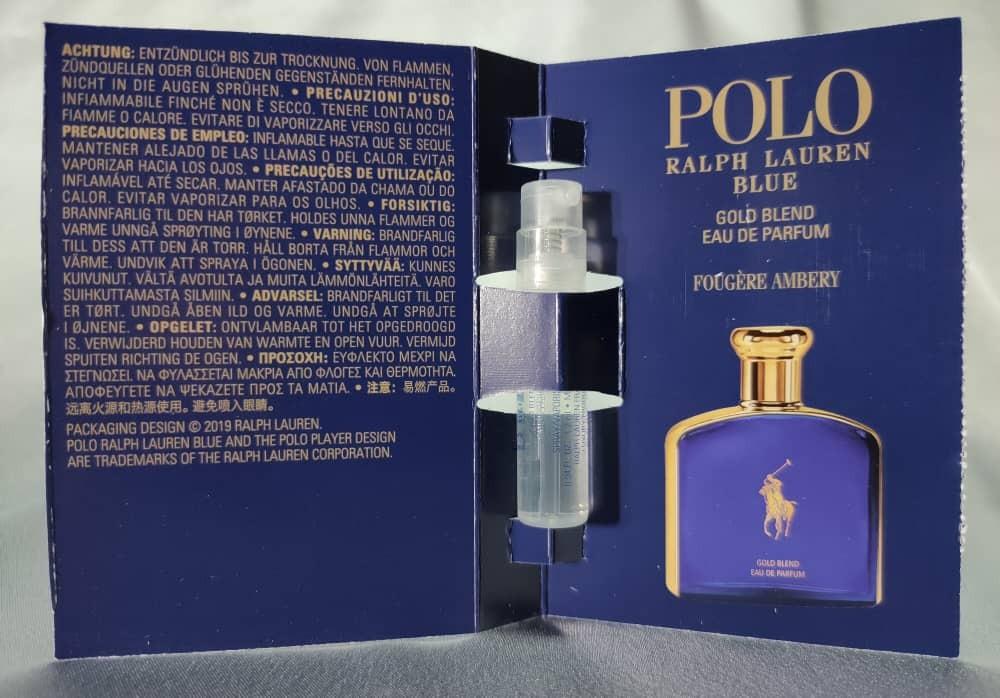 ACHTUNG: ENTZÜNDLICH BIS ZUR TROCKNUNG. VON FLAMMEN,
ZÜNDQUELLEN ODER GLÜHENDEN GEGENSTÄNDEN FERNHALTEN.
NICHT IN DIE AUGEN SPRÜHEN. • PRECAUZIONI D'USO:
INFIAMMABILE FINCHÉ NON È SECCO. TENERE LONTANO DA
FIAMME O CALORE. EVITARE DI VAPORIZZARE VERSO GLI OCCHI.
PRECAUCIONES DE EMPLEO: INFLAMABLE HASTA QUE SE SEQUE.
MANTENER ALEJADO DE LAS LLAMAS O DEL CALOR. EVITAR
VAPORIZAR HACIA LOS OJOS. • PRECAUÇÕES DE UTILIZAÇÃO:
INFLAMÁVEL ATÉ SECAR. MANTER AFASTADO DA CHAMA OU DO
CALOR. EVITAR VAPORIZAR PARA OS OLHOS. • FORSIKTIG:
BRANNFARLIG TIL DEN HAR TØRKET. HOLDES UNNA FLAMMER OG
VARME UNNGÅ SPRØYTING I ØYNENE. • VARNING: BRANDFARLIG
TILL DESS ATT DEN ÄR TORR. HÅLL BORTA FRÅN FLAMMOR OCH
VÄRME. UNDVIK ATT SPRAYA I ÖGONEN. • SYTTYVÄÄ: KUNNES
KUIVUNUT. VÄLTÄ AVOTULTA JA MUITA LÄMMÖNLÄHTEITÄ. VARO
SUIHKUTTAMASTA SILMIIN. • ADVARSEL: BRANDFARLIGT TIL DET
ER TØRT. UNDGÅ ÅBEN ILD OG VARME. UNDGÅ AT SPRØJTE
I ØJNENE. • OPGELET: ONTVLAMBAAR TOT HET OPGEDROOGD
IS. VERWIJDERD HOUDEN VAN WARMTE EN OPEN VUUR. VERMIJD
SPUITEN RICHTING DE OGEN. • ΠΡΟΣΟΧΗ: ΕΥΦΛΕΚΤΟ ΜΕΧΡΙ ΝΑ
ΣΤΕΓΝΩΣΕΙ. ΝΑ ΦΥΛΑΣΣΕΤΑΙ ΜΑΚΡΙΑ ΑΠΟ ΦΛΟΓΕΣ ΚΑΙ ΘΕΡΜΟΤΗΤΑ.
ΑΠΟΦΕΥΓΕΤΕ ΝΑ ΨΕΚΑΖΕΤΕ ΠΡΟΣ ΤΑ ΜΑΤΙΑ. • 注意: 易燃产品。
远离火源和热源使用。避免喷入眼睛。
PACKAGING DESIGN © 2019 RALPH LAUREN.
POLO RALPH LAUREN BLUE AND THE POLO PLAYER DESIGN
ARE TRADEMARKS OF THE RALPH LAUREN CORPORATION.
POLO
RALPH LAUREN
BLUE
GOLD BLEND
EAU DE PARFUM
FOUGÈRE AMBERY
GOLD BLEND
EAU DE PARFUM